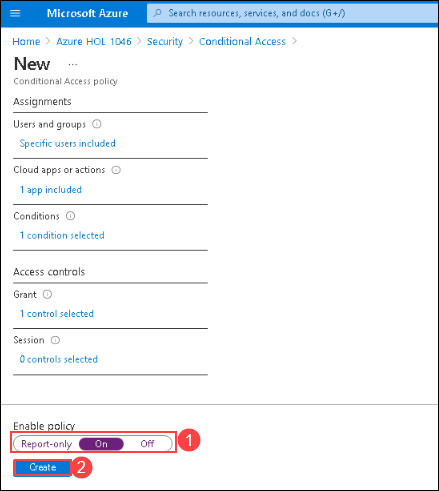 Microsoft Azure
Search resources, services, and docs (G+/)
Home > Azure HOL 1046 > Security > Conditional Access >
New ...
Conditional Access policy
Assignments
Users and groups
Specific users included
Cloud apps or actions
1 app included
Conditions
1 condition selected
Access controls
Grant
1 control selected
Session
0 controls selected
Enable policy
Report-only On Off 1
Create 2